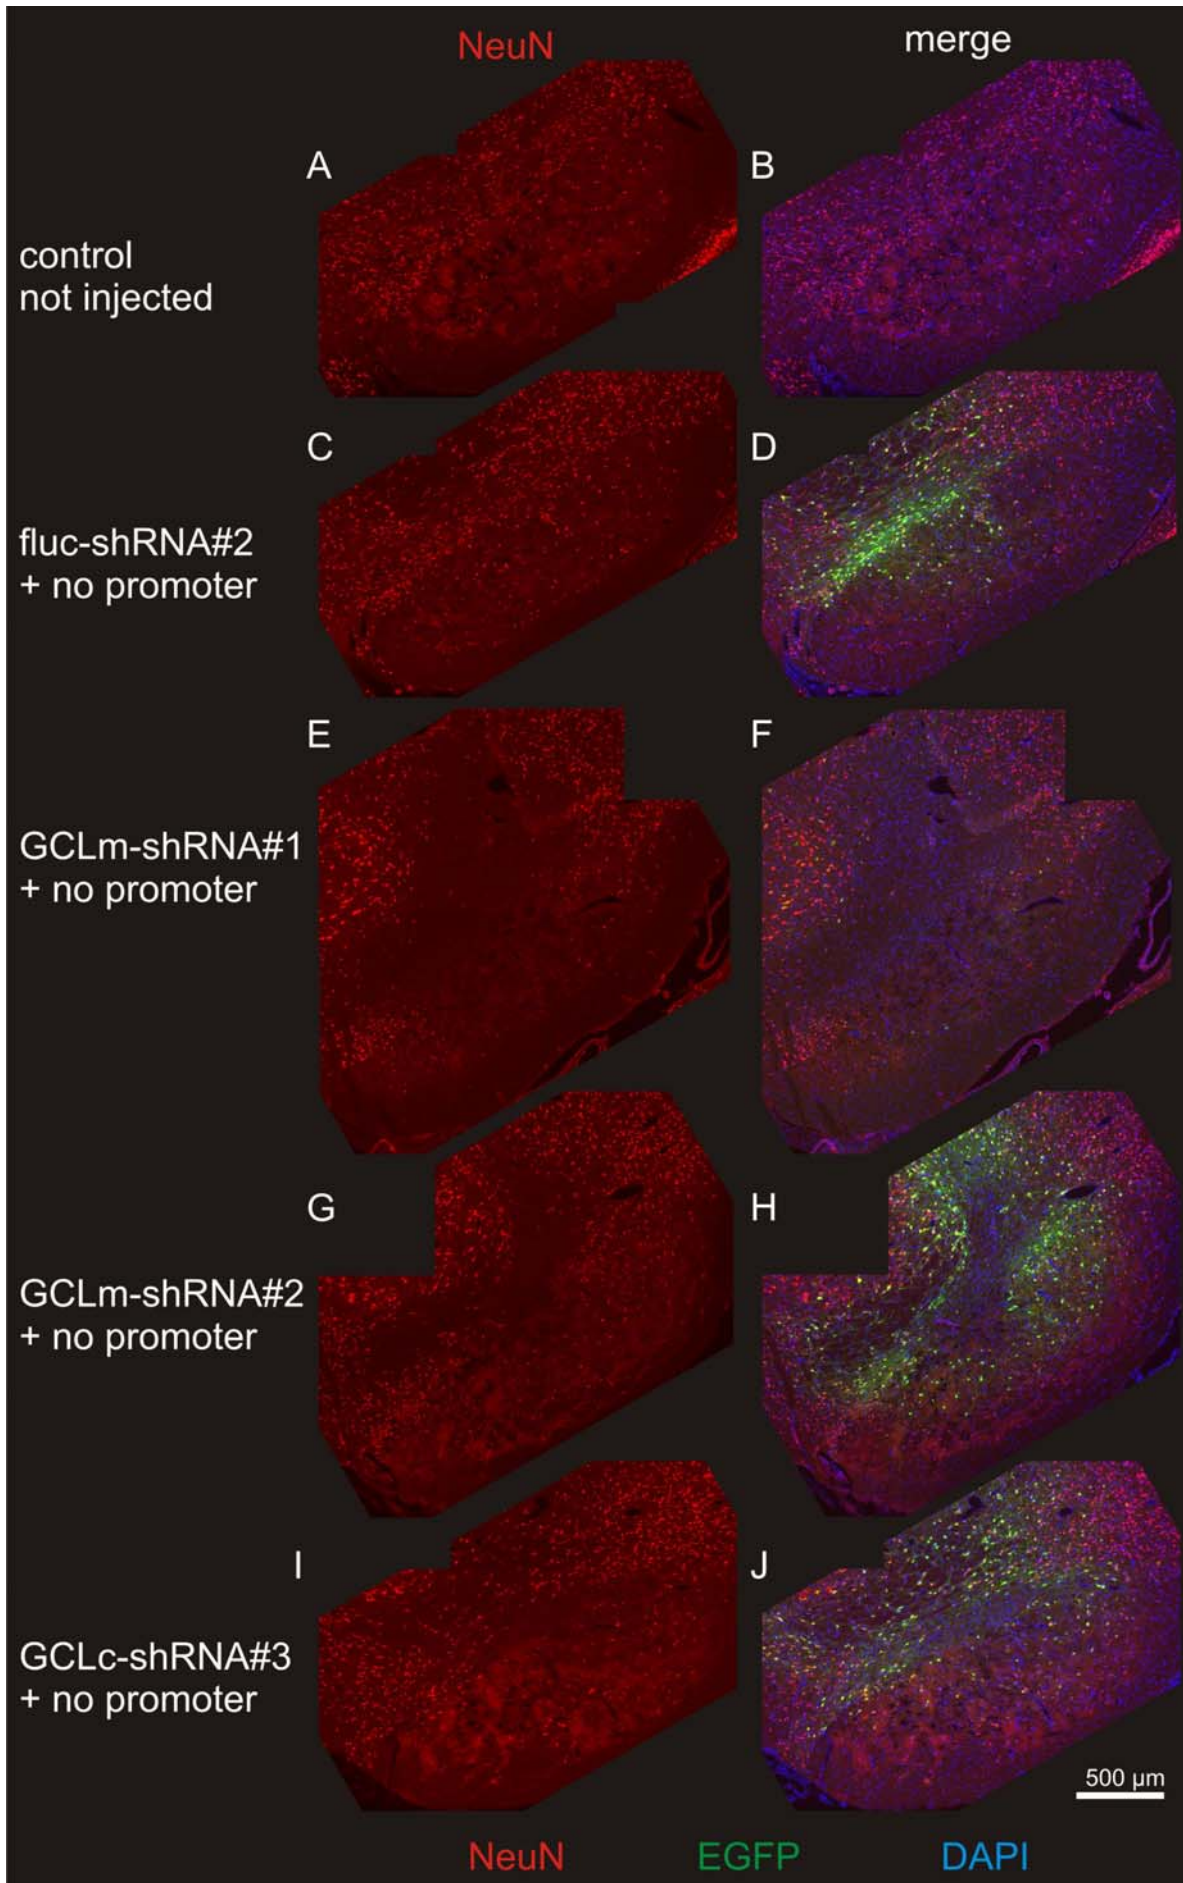 NeuN
merge
A
B
control
not injected
C
D
fluc-shRNA#2
+ no promoter
E
F
GCLm-shRNA#1
+ no promoter
G
H
GCLm-shRNA#2
+ no promoter
I
J
GCLc-shRNA#3
+ no promoter
500 µm
NeuN
EGFP
DAPI